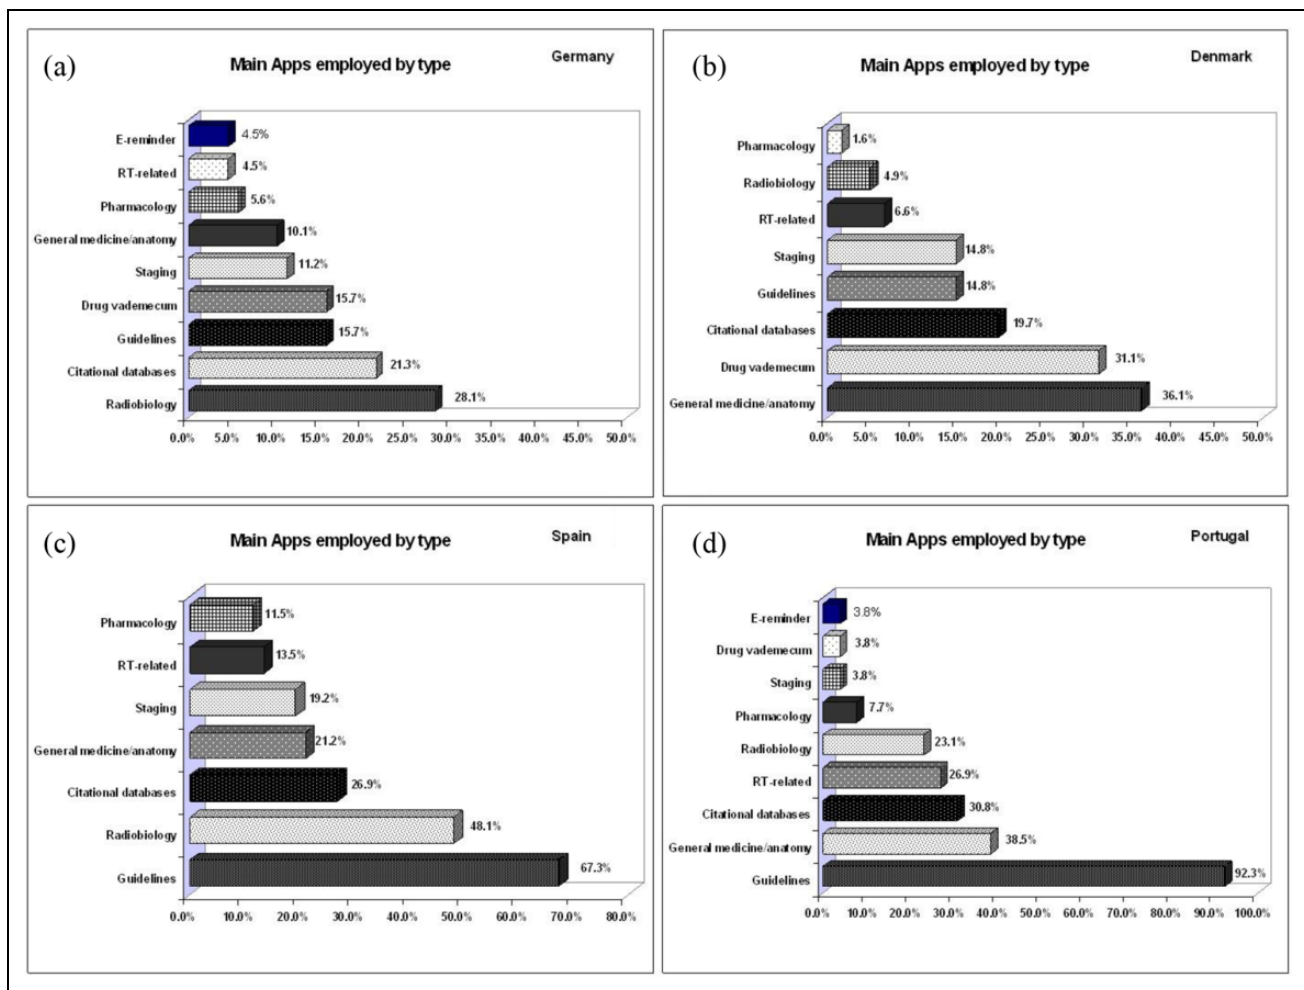 (a)
Main Apps employed by type
Germany
E-reminder 4.5%
RT-related 4.5%
Pharmacology 5.6%
General medicine/anatomy 10.1%
Staging 11.2%
Drug vademecum 15.7%
Guidelines 15.7%
Citational databases 21.3%
Radiobiology 28.1%
0.0% 5.0% 10.0% 15.0% 20.0% 25.0% 30.0% 35.0% 40.0% 45.0% 50.0%
(b)
Main Apps employed by type
Denmark
Pharmacology 1.6%
Radiobiology 4.9%
RT-related 6.6%
Staging 14.8%
Guidelines 14.8%
Citational databases 19.7%
Drug vademecum 31.1%
General medicine/anatomy 36.1%
0.0% 5.0% 10.0% 15.0% 20.0% 25.0% 30.0% 35.0% 40.0% 45.0% 50.0%
(c)
Main Apps employed by type
Spain
Pharmacology 11.5%
RT-related 13.5%
Staging 19.2%
General medicine/anatomy 21.2%
Citational databases 26.9%
Radiobiology 48.1%
Guidelines 67.3%
0.0% 10.0% 20.0% 30.0% 40.0% 50.0% 60.0% 70.0% 80.0%
(d)
Main Apps employed by type
Portugal
E-reminder 3.8%
Drug vademecum 3.8%
Staging 3.8%
Pharmacology 7.7%
Radiobiology 23.1%
RT-related 26.9%
Citational databases 30.8%
General medicine/anatomy 38.5%
Guidelines 92.3%
0.0% 10.0% 20.0% 30.0% 40.0% 50.0% 60.0% 70.0% 80.0% 90.0% 100.0%